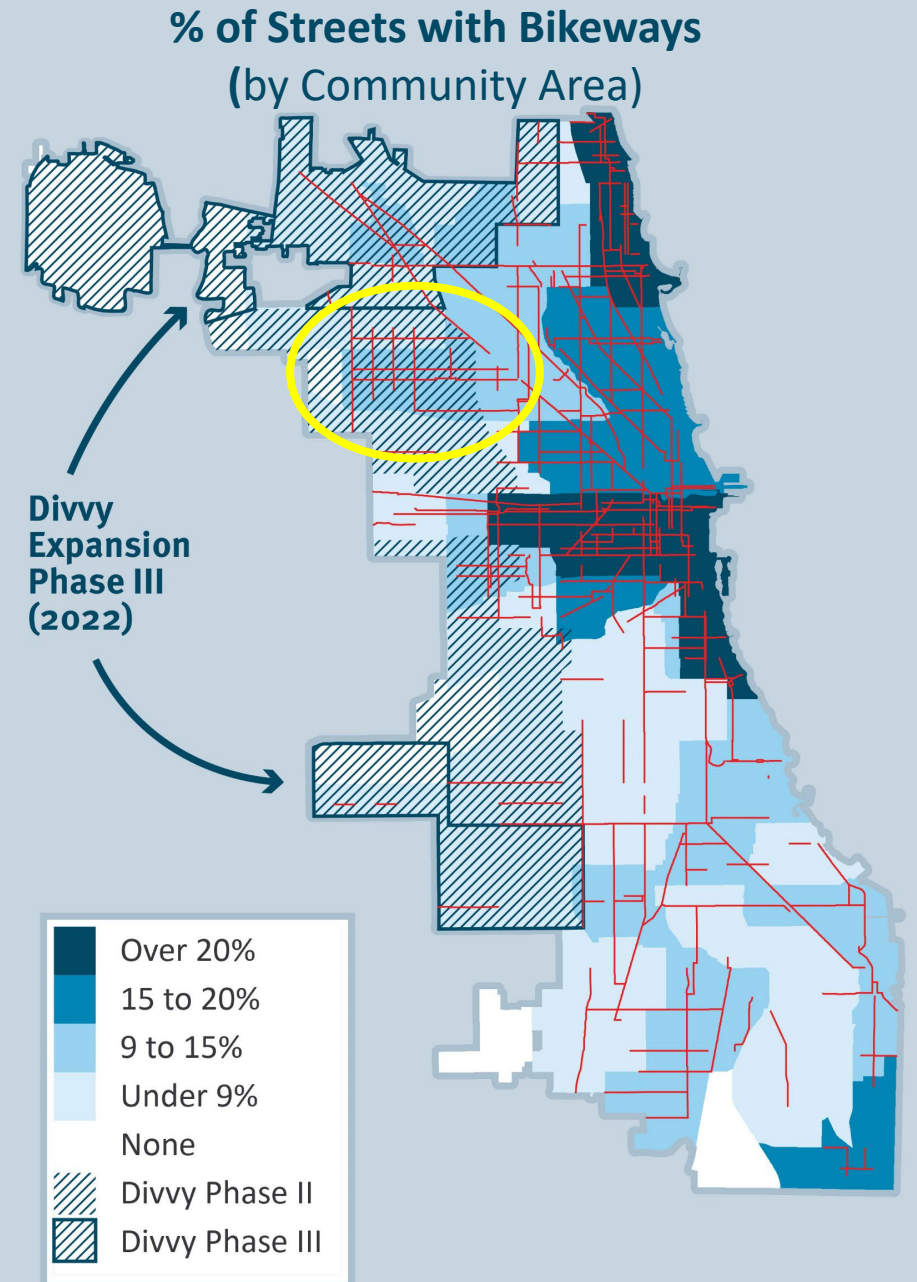 % of Streets with Bikeways
(by Community Area)
Divvy
Expansion
Phase III
(2022)
Over 20%
15 to 20%
9 to 15%
Under 9%
None
Divvy Phase II
Divvy Phase III